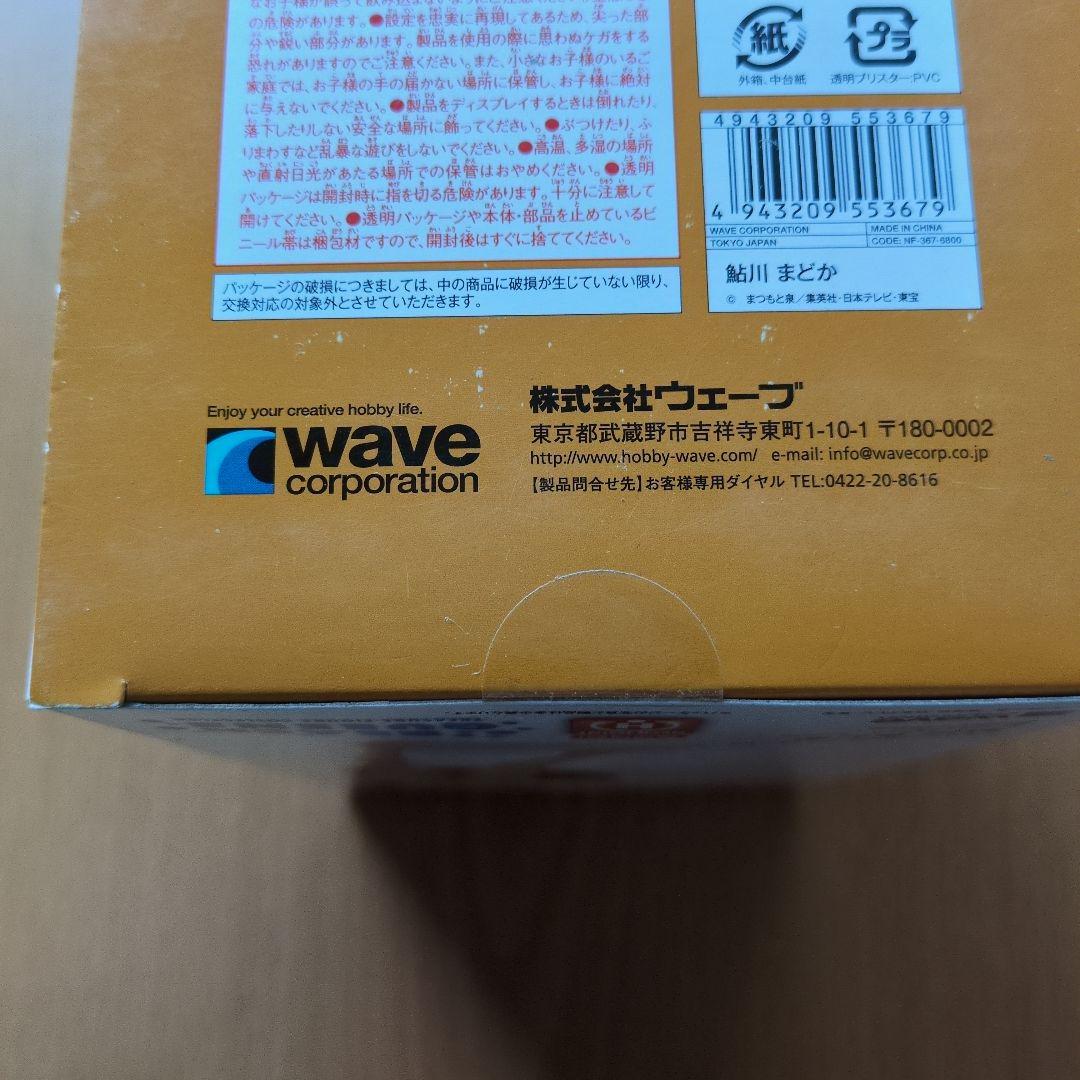 の危険があります。●設定を忠実に再現してあるため、尖った部
分や鋭い部分があります。製品を使用の際に思わぬケガをする
恐れがありますのでご注意ください。また、小さなお子様のいるご
家庭では、お子様の手の届かない場所に保管し、お子様に絶対
に与えないでください。●製品をディスプレイするときは倒れたり、
落下したりしない安全な場所に飾ってください。●ぶつけたり、ふ
りまわすなど乱暴な遊びをしないでください。●高温、多湿の場所
や直射日光があたる場所での保管はおやめください。●透明
パッケージは開封時に指を切る危険があります。十分に注意して
開けてください。●透明パッケージや本体・部品を止めているビ
ニール帯は梱包材ですので、開封後はすぐに捨ててください。
パッケージの破損につきましては、中の商品に破損が生じていない限り、
交換対応の対象外とさせていただきます。
紙
外箱、中台紙
プラ
透明ブリスター:PVC
4943209 553679
4 943209 553679
WAVE CORPORATION
TOKYO JAPAN
MADE IN CHINA
CODE: NF-367-6800
鮎川 まどか
© まつもと泉／集英社・日本テレビ・東宝
Enjoy your creative hobby life.
wave
corporation
株式会社ウェーブ
東京都武蔵野市吉祥寺東町1-10-1 〒180-0002
http://www.hobby-wave.com/ e-mail: info@wavecorp.co.jp
【製品問合せ先】お客様専用ダイヤル TEL:0422-20-8616